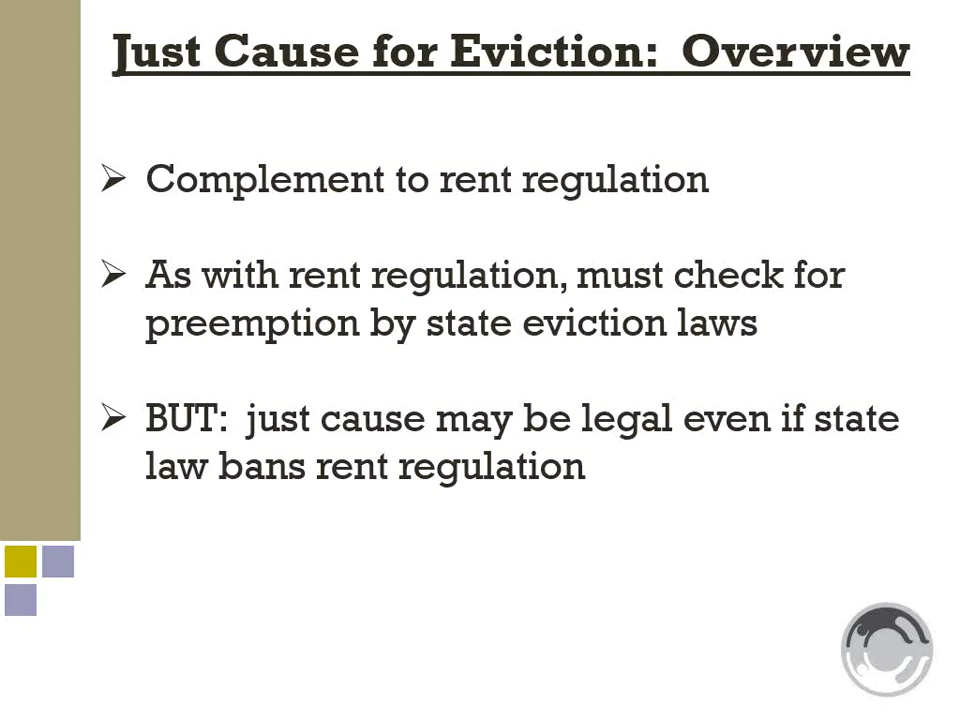 Just Cause for Eviction:  Overview
➢ Complement to rent regulation
➢ As with rent regulation, must check for
preemption by state eviction laws
➢ BUT:  just cause may be legal even if state
law bans rent regulation